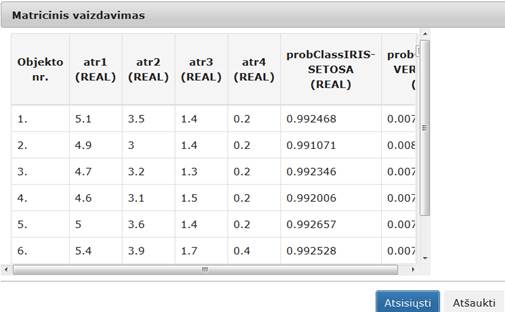 Matricinis vaizdavimas
Objekto nr. atr1 (REAL) atr2 (REAL) atr3 (REAL) atr4 (REAL) probClassIRIS-SETOSA (REAL) prob VER (
1. 5.1 3.5 1.4 0.2 0.992468 0.007
2. 4.9 3 1.4 0.2 0.991071 0.008
3. 4.7 3.2 1.3 0.2 0.992346 0.007
4. 4.6 3.1 1.5 0.2 0.992006 0.007
5. 5 3.6 1.4 0.2 0.992657 0.007
6. 5.4 3.9 1.7 0.4 0.992528 0.007
Atsisiųsti Atšaukti